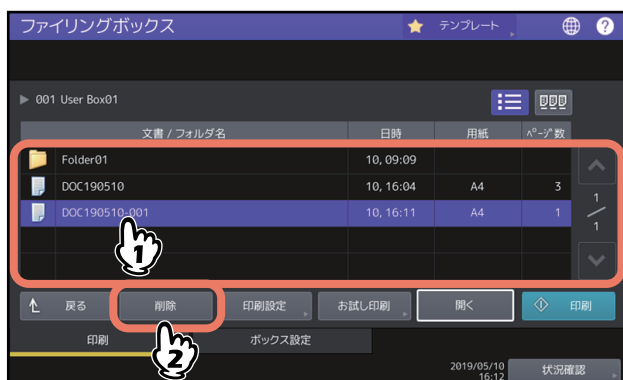 ファイリングボックス テンプレート ?
001 User Box01
文書 / フォルダ名 日時 用紙 ページ数
Folder01 10, 09:09
DOC190510 10, 16:04 A4 3
DOC190510-001 10, 16:11 A4 1
1
1
1
戻る 削除 印刷設定 お試し印刷 開く 印刷
2
印刷 ボックス設定
2019/05/10
16:12 状況確認